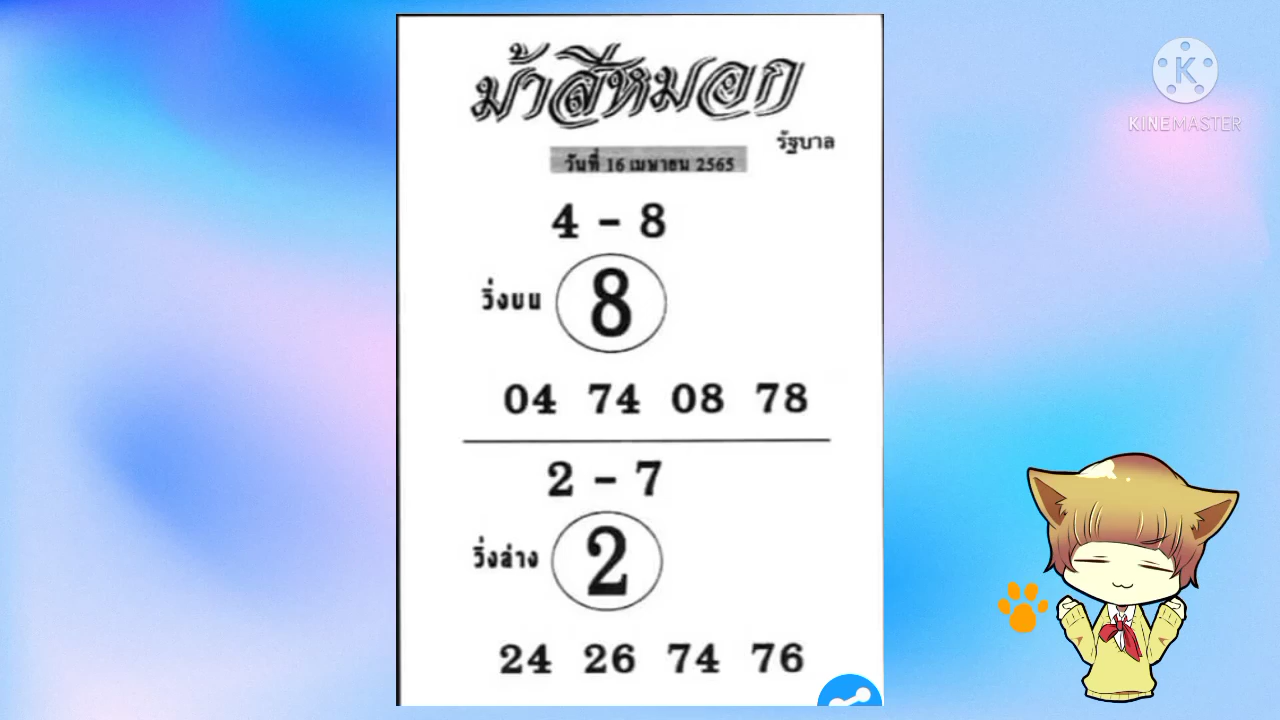 ม้าสีหมอก
รัฐบาล
วันที่ 16 เมษายน 2565
4 - 8
วิ่งบน 8
04 74 08 78
2 - 7
วิ่งล่าง 2
24 26 74 76
K
KINEMASTER